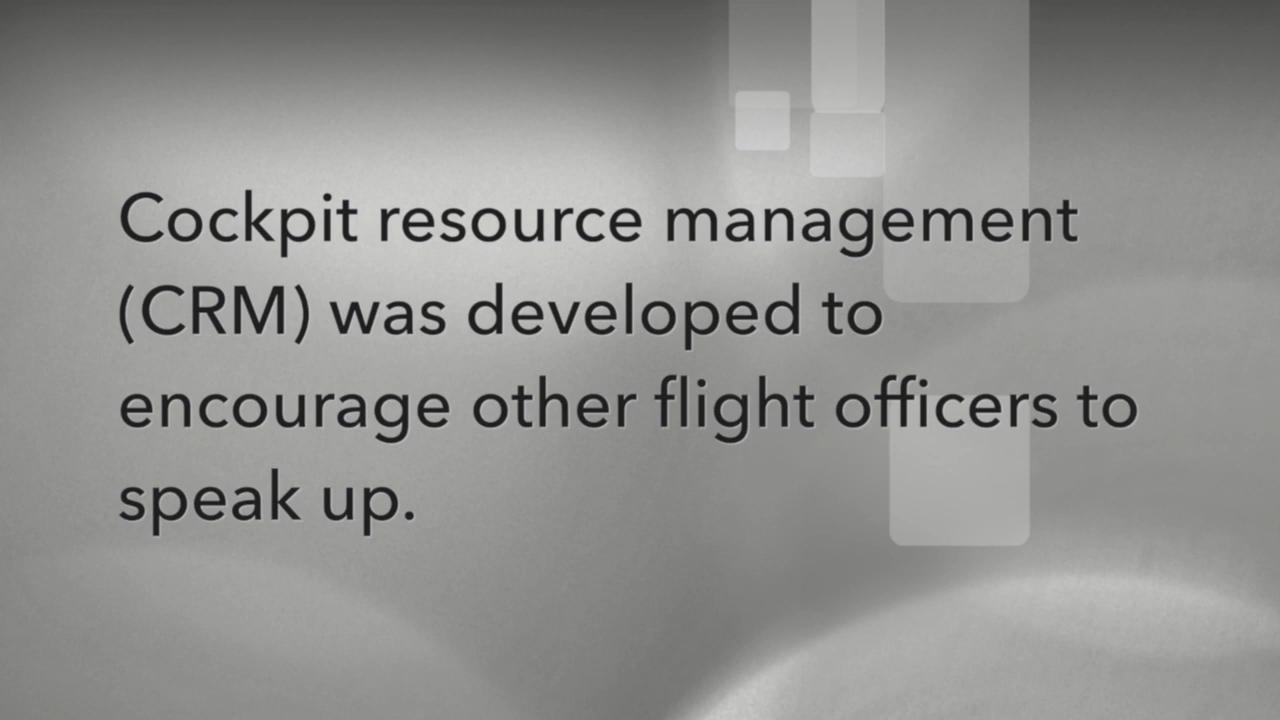 Cockpit resource management
(CRM) was developed to
encourage other flight officers to
speak up.